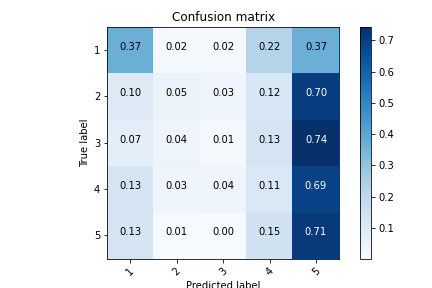 Confusion matrix
1 0.37 0.02 0.02 0.22 0.37
2 0.10 0.05 0.03 0.12 0.70
3 0.07 0.04 0.01 0.13 0.74
4 0.13 0.03 0.04 0.11 0.69
5 0.13 0.01 0.00 0.15 0.71
1 2 3 4 5
True label
Predicted label
0.7
0.6
0.5
0.4
0.3
0.2
0.1